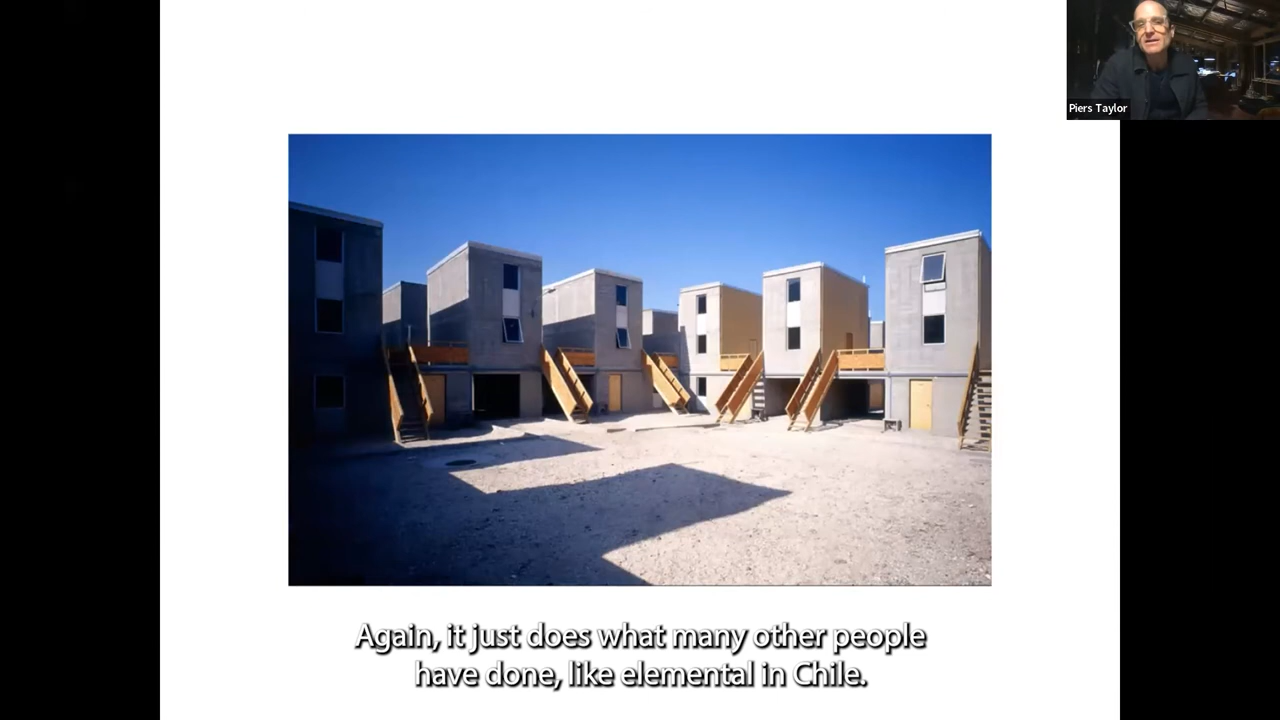 Piers Taylor
Again, it just does what many other people
have done, like elemental in Chile.